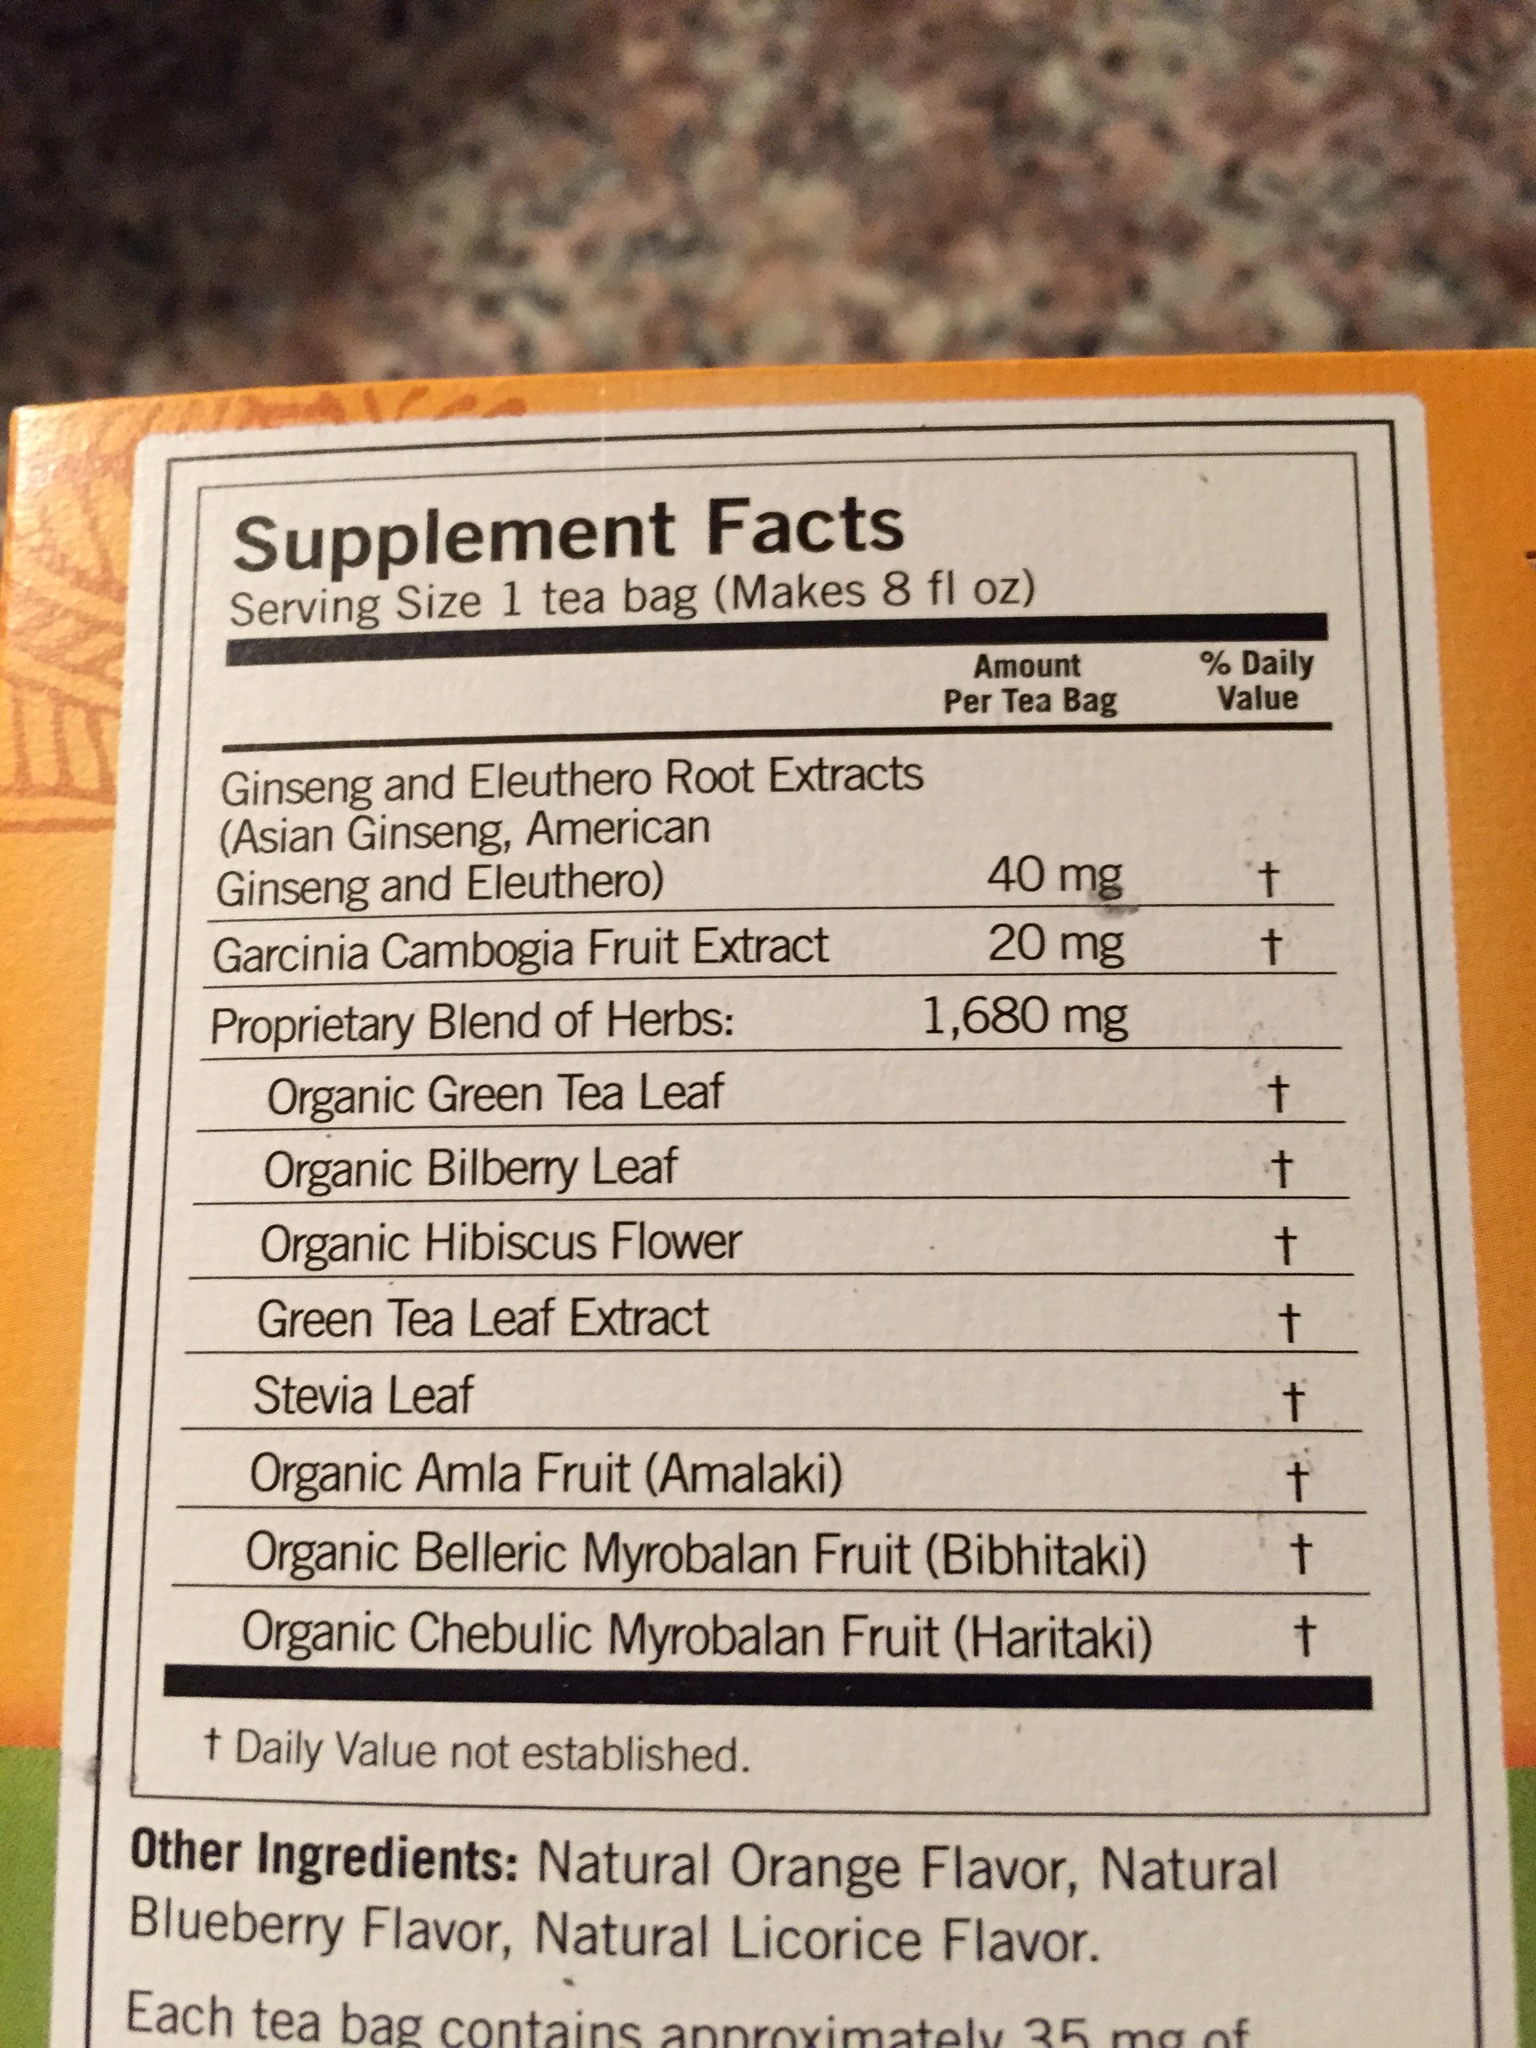 Supplement Facts
Serving Size 1 tea bag (Makes 8 fl oz)
Amount Per Tea Bag % Daily Value
Ginseng and Eleuthero Root Extracts
(Asian Ginseng, American
Ginseng and Eleuthero) 40 mg †
Garcinia Cambogia Fruit Extract 20 mg †
Proprietary Blend of Herbs: 1,680 mg
Organic Green Tea Leaf †
Organic Bilberry Leaf †
Organic Hibiscus Flower †
Green Tea Leaf Extract †
Stevia Leaf †
Organic Amla Fruit (Amalaki) †
Organic Belleric Myrobalan Fruit (Bibhitaki) †
Organic Chebulic Myrobalan Fruit (Haritaki) †
† Daily Value not established.
Other Ingredients: Natural Orange Flavor, Natural
Blueberry Flavor, Natural Licorice Flavor.
Each tea bag contains approximately 35 mg of